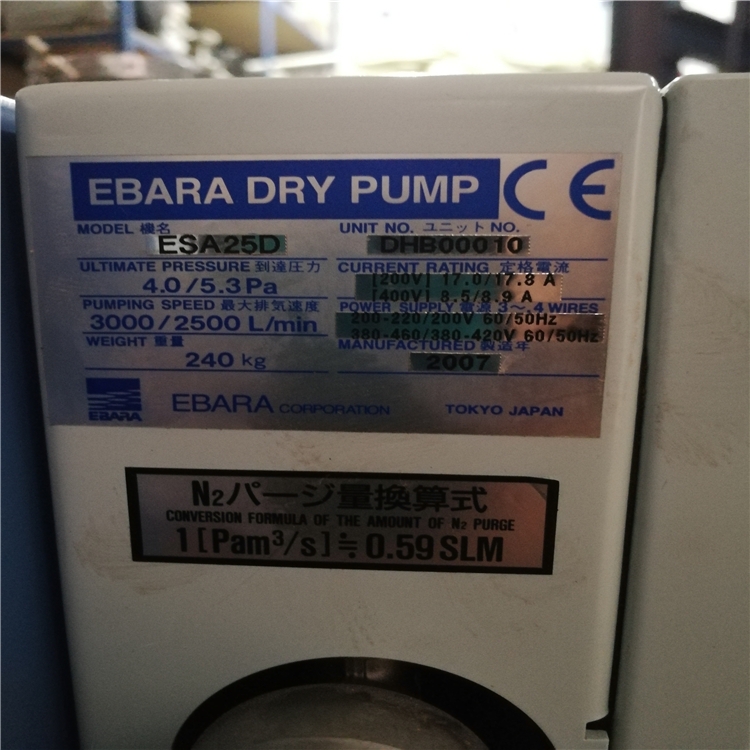 EBARA DRY PUMP CE
MODEL 機名
ESA25D
UNIT NO. ユニット NO.
DHB00010
ULTIMATE PRESSURE 到達圧力
4.0/5.3Pa
CURRENT RATING 定格電流
[200V] 17.0/17.8 A
[400V] 8.5/8.9 A
PUMPING SPEED 最大排気速度
3000/2500 L/min
POWER SUPPLY 電源 3～ 4 WIRES
200-220/200V 60/50Hz
380-460/380-420V 60/50Hz
WEIGHT 重量
240 kg
MANUFACTURED 製造年
2007
EBARA
EBARA CORPORATION
TOKYO JAPAN
N₂パージ量換算式
CONVERSION FORMULA OF THE AMOUNT OF N₂ PURGE
1[Pam³/s]≒0.59SLM